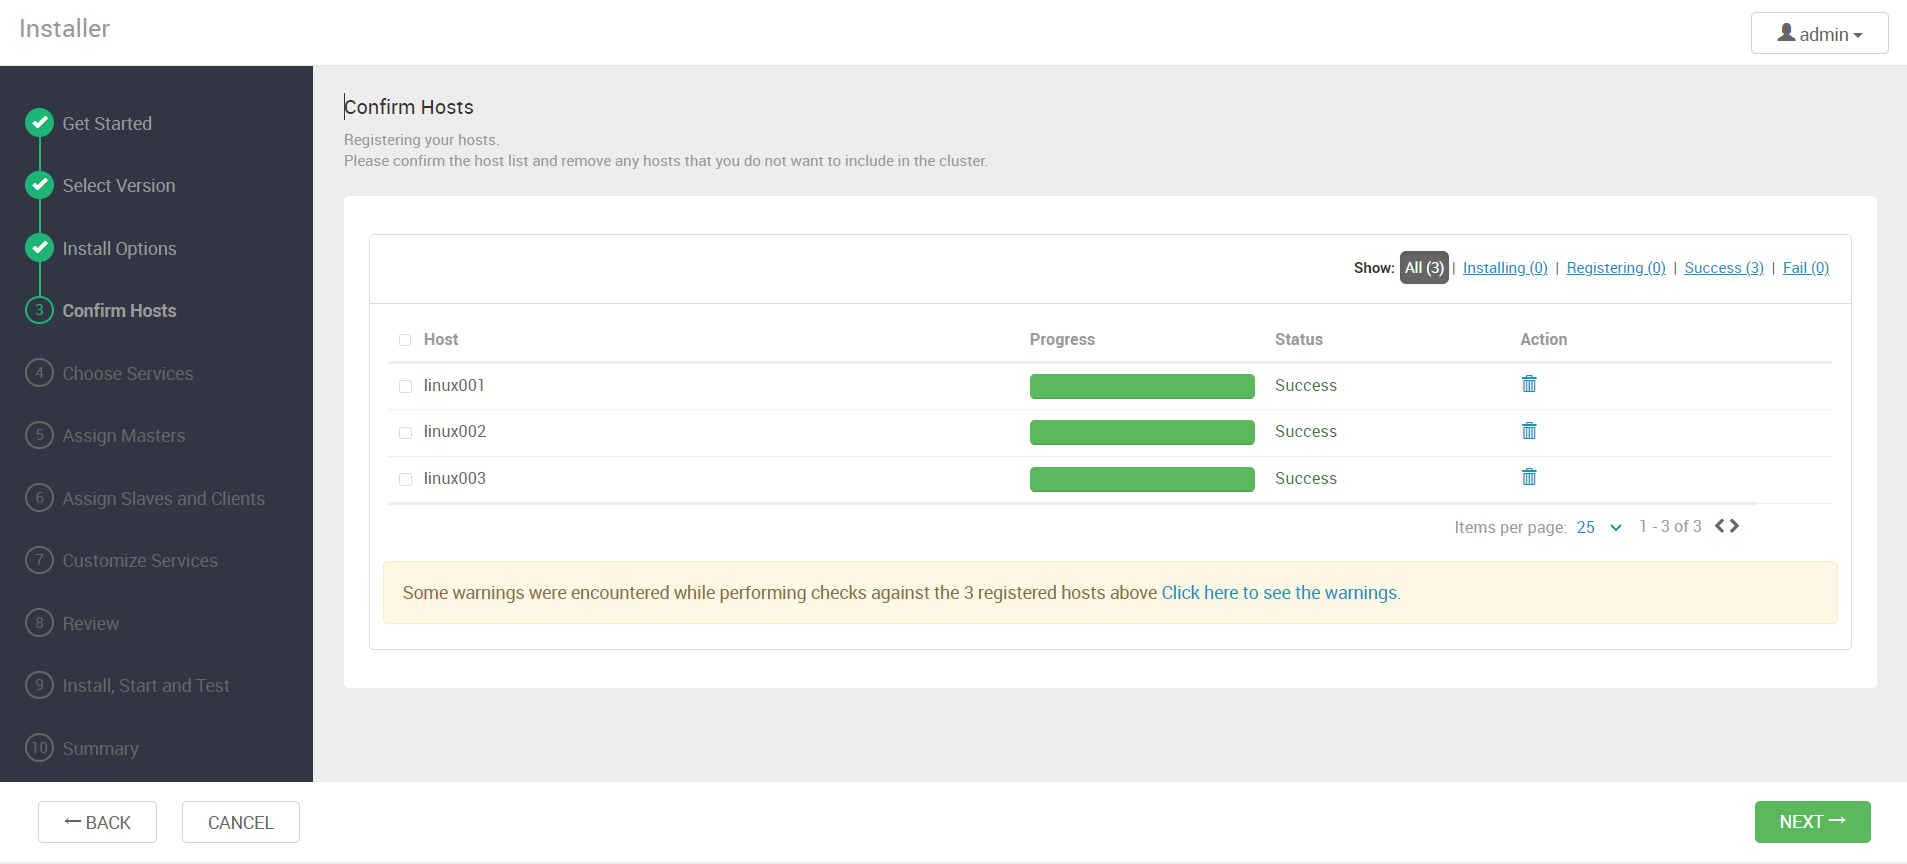 Installer
admin
Get Started
Select Version
Install Options
3 Confirm Hosts
4 Choose Services
5 Assign Masters
6 Assign Slaves and Clients
7 Customize Services
8 Review
9 Install, Start and Test
10 Summary
Confirm Hosts
Registering your hosts.
Please confirm the host list and remove any hosts that you do not want to include in the cluster.
Show: All (3) | Installing (0) | Registering (0) | Success (3) | Fail (0)
Host Progress Status Action
linux001 Success
linux002 Success
linux003 Success
Items per page: 25 1 - 3 of 3
Some warnings were encountered while performing checks against the 3 registered hosts above Click here to see the warnings.
← BACK CANCEL NEXT →